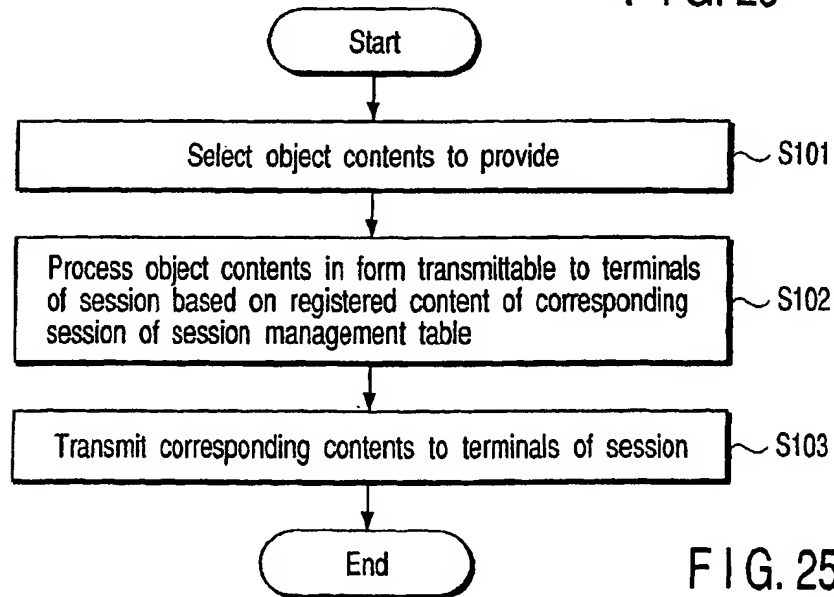 Start
Select object contents to provide
S101
Process object contents in form transmittable to terminals
of session based on registered content of corresponding
session of session management table
S102
Transmit corresponding contents to terminals of session
S103
End
FIG. 25